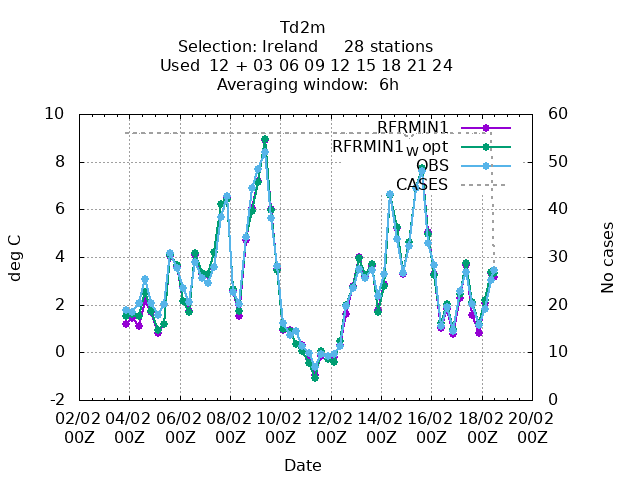 Td2m
Selection: Ireland 28 stations
Used 12 + 03 06 09 12 15 18 21 24
Averaging window: 6h
10 60
RFRMIN1
RFRMIN1W opt
8 50
OBS
CASES
6 40
deg C
4 30
No cases
2 20
0 10
-2 0
02/02 04/02 06/02 08/02 10/02 12/02 14/02 16/02 18/02 20/02
00Z 00Z 00Z 00Z 00Z 00Z 00Z 00Z 00Z 00Z
Date